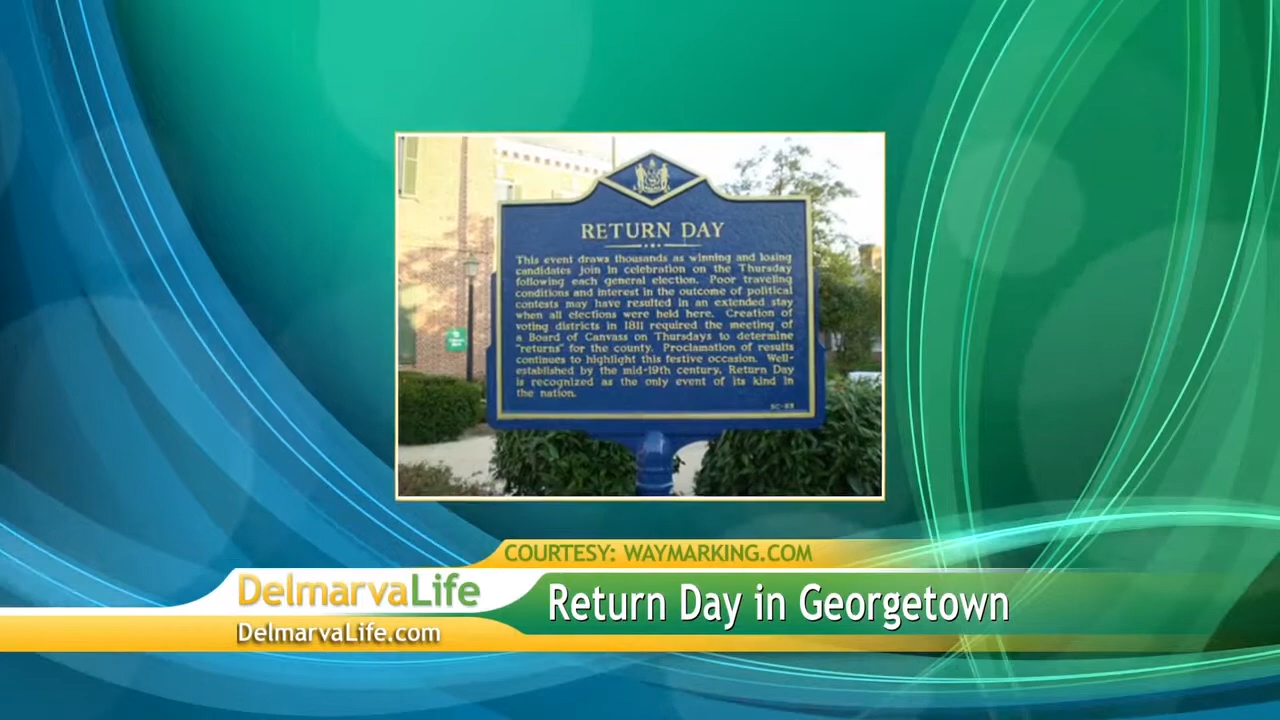 RETURN DAY
This event draws thousands as winning and losing
candidates join in celebration on the Thursday
following each general election. Poor traveling
conditions and interest in the outcome of political
contests may have resulted in an extended stay
when all elections were held here. Creation of
voting districts in 1811 required the meeting of
a Board of Canvass on Thursdays to determine
"returns" for the county. Proclamation of results
continues to highlight this festive occasion. Well-
established by the mid-19th century, Return Day
is recognized as the only event of its kind in
the nation.
COURTESY: WAYMARKING.COM
DelmarvaLife
Return Day in Georgetown
DelmarvaLife.com